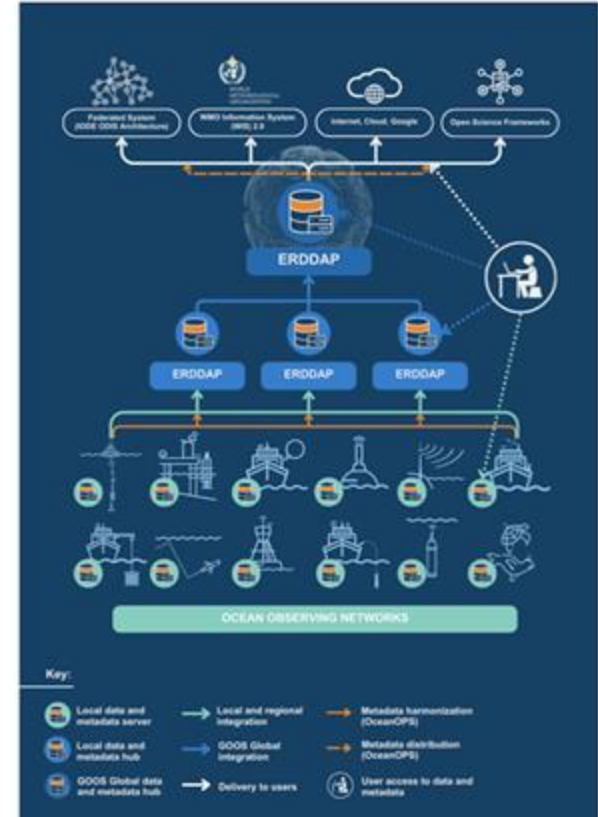 WORLD
METEOROLOGICAL
ORGANIZATION
Federated System
(IODE ODIS Architecture)
WMO Information System
(WIS) 2.0
Internet, Cloud, Google
Open Science Frameworks
ERDDAP
ERDDAP
ERDDAP
ERDDAP
OCEAN OBSERVING NETWORKS
Key:
Local data and
metadata server
Local and regional
integration
Metadata harmonization
(OceanOPS)
Local data and
metadata hub
GOOS Global
integration
Metadata distribution
(OceanOPS)
GOOS Global data
and metadata hub
Delivery to users
User access to data and
metadata